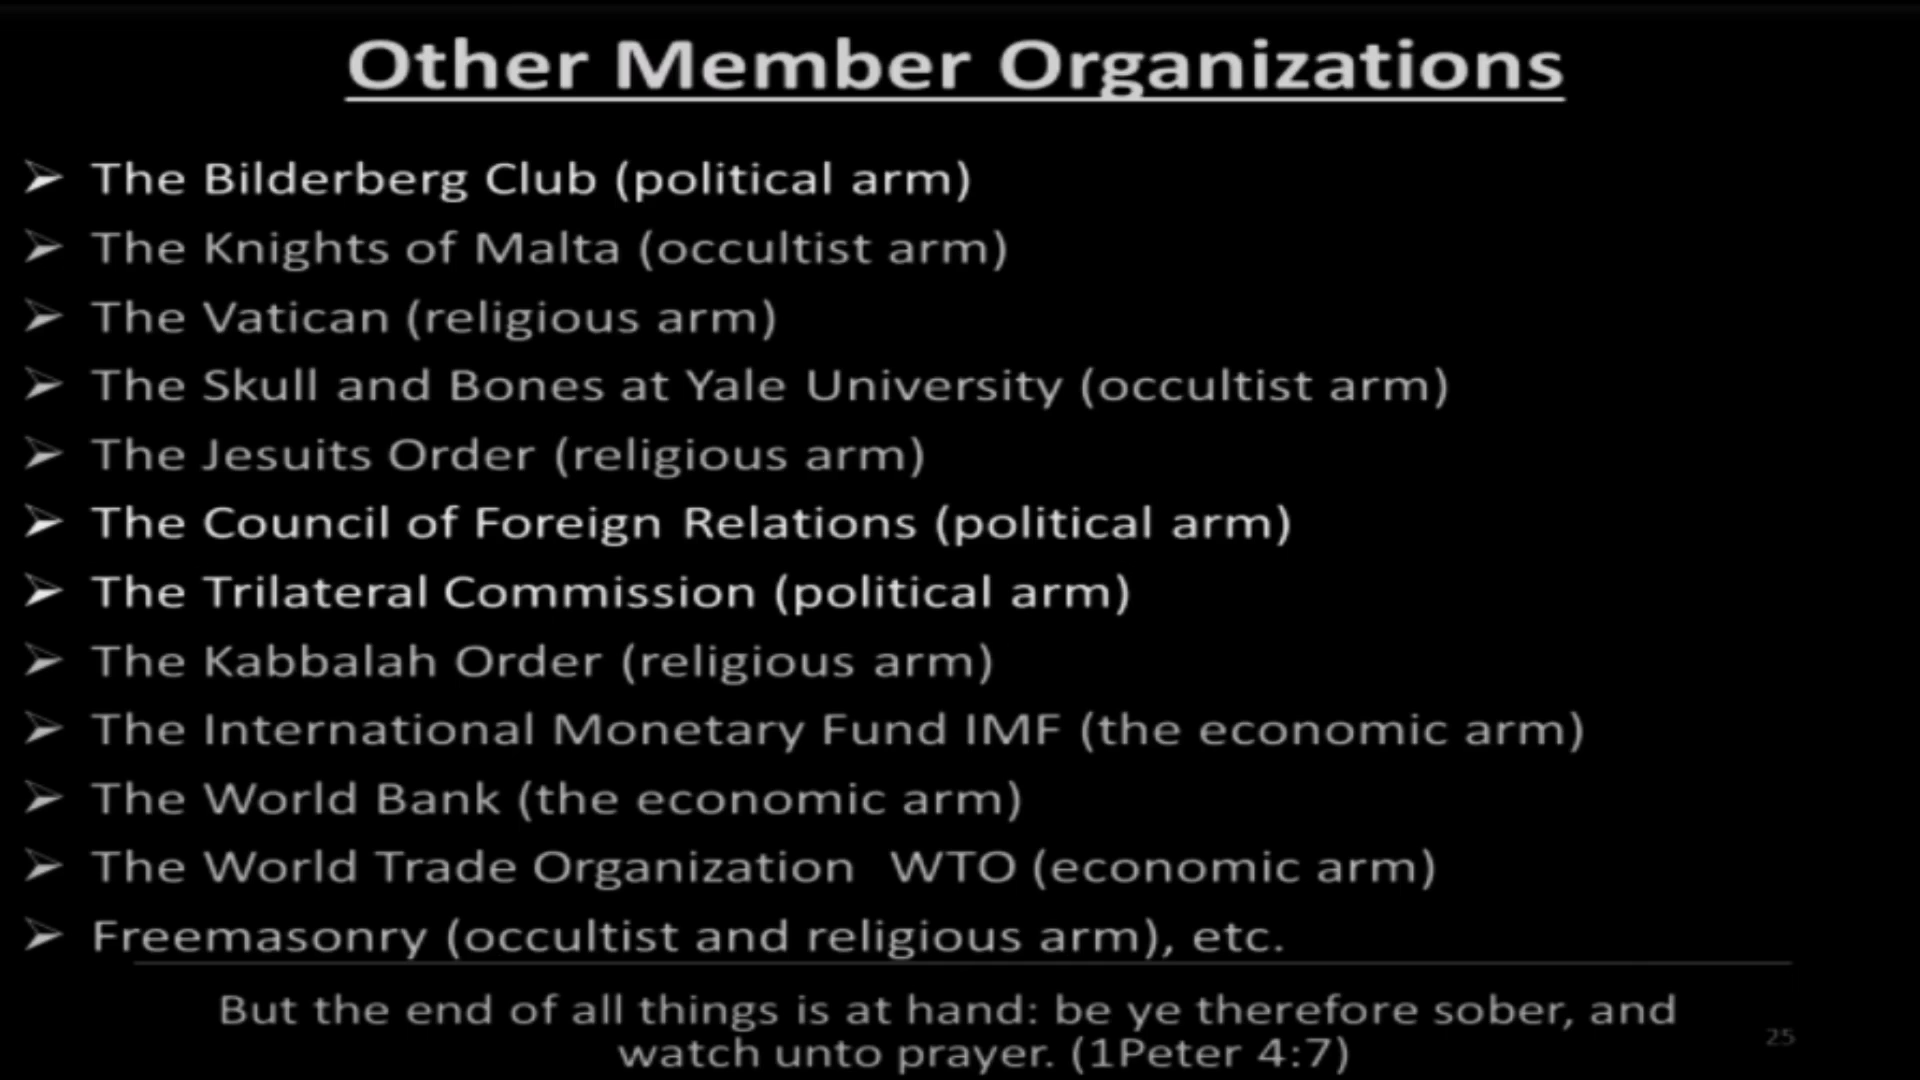 Other Member Organizations
➢ The Bilderberg Club (political arm)
➢ The Knights of Malta (occultist arm)
➢ The Vatican (religious arm)
➢ The Skull and Bones at Yale University (occultist arm)
➢ The Jesuits Order (religious arm)
➢ The Council of Foreign Relations (political arm)
➢ The Trilateral Commission (political arm)
➢ The Kabbalah Order (religious arm)
➢ The International Monetary Fund IMF (the economic arm)
➢ The World Bank (the economic arm)
➢ The World Trade Organization  WTO (economic arm)
➢ Freemasonry (occultist and religious arm), etc.
But the end of all things is at hand: be ye therefore sober, and
watch unto prayer. (1Peter 4:7)
25